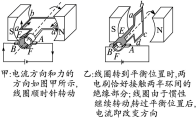 S
N
S
N
a
b
E
F
A
B
E
F
A
B
甲:电流方向和力的
方向如图甲所示,
线圈顺时针转动
乙:线圈转到平衡位置时,两
电刷恰好接触两半环间的
绝缘部分;线圈由于惯性
继续转动,转过平衡位置后,
电流即改变方向